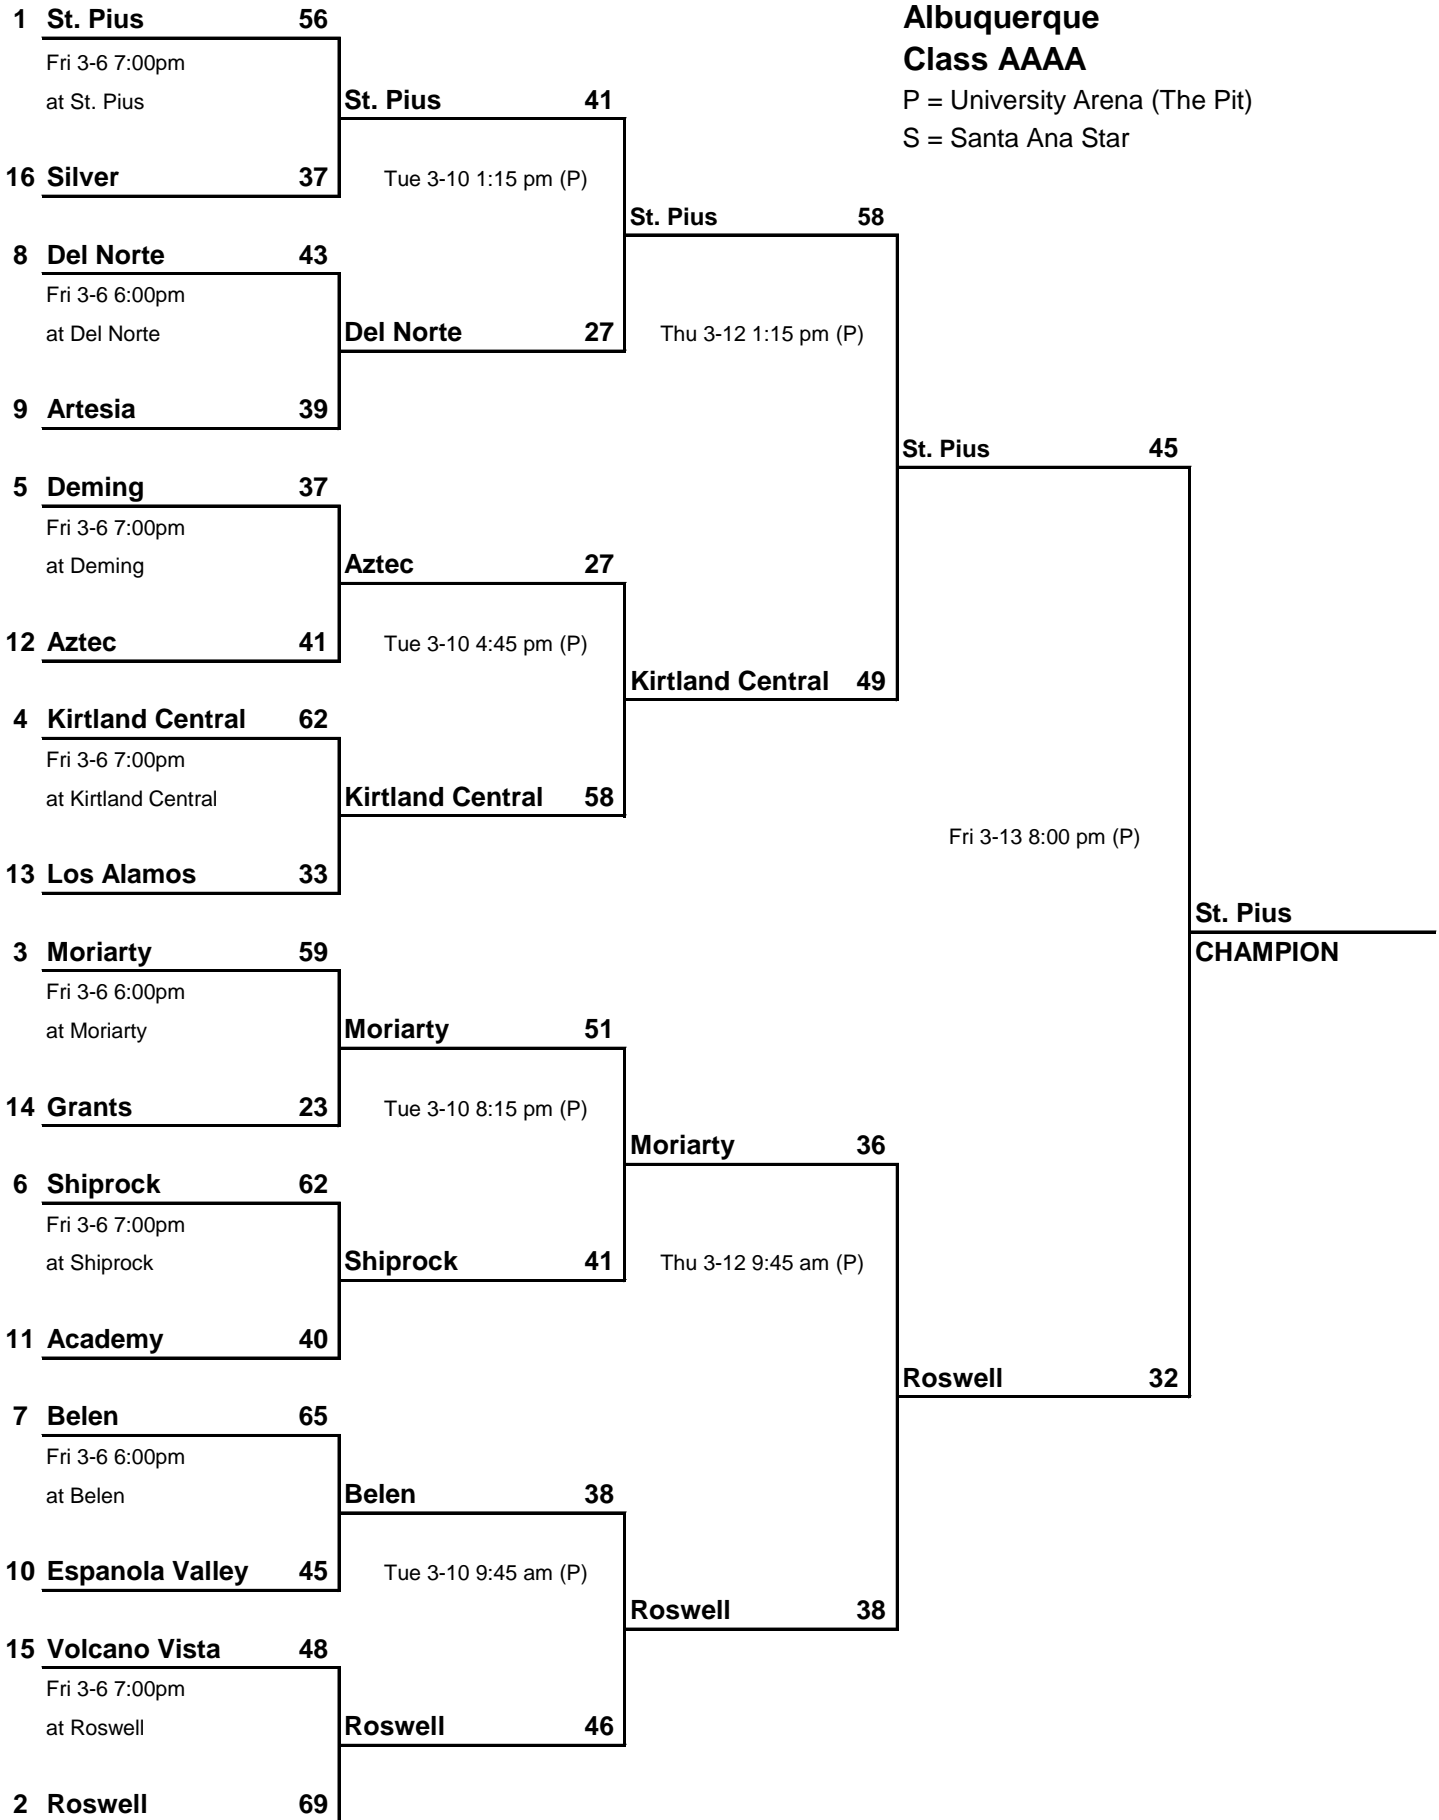 1 St. Pius 56
Albuquerque
Fri 3-6 7:00pm
Class AAAA
at St. Pius
St. Pius 41
P = University Arena (The Pit)
S = Santa Ana Star
16 Silver 37
Tue 3-10 1:15 pm (P)
St. Pius 58
8 Del Norte 43
Fri 3-6 6:00pm
at Del Norte
Del Norte 27
Thu 3-12 1:15 pm (P)
9 Artesia 39
St. Pius 45
5 Deming 37
Fri 3-6 7:00pm
at Deming
Aztec 27
12 Aztec 41
Tue 3-10 4:45 pm (P)
Kirtland Central 49
4 Kirtland Central 62
Fri 3-6 7:00pm
at Kirtland Central
Kirtland Central 58
Fri 3-13 8:00 pm (P)
13 Los Alamos 33
St. Pius
3 Moriarty 59
CHAMPION
Fri 3-6 6:00pm
at Moriarty
Moriarty 51
14 Grants 23
Tue 3-10 8:15 pm (P)
Moriarty 36
6 Shiprock 62
Fri 3-6 7:00pm
at Shiprock
Shiprock 41
Thu 3-12 9:45 am (P)
11 Academy 40
Roswell 32
7 Belen 65
Fri 3-6 6:00pm
at Belen
Belen 38
10 Espanola Valley 45
Tue 3-10 9:45 am (P)
Roswell 38
15 Volcano Vista 48
Fri 3-6 7:00pm
at Roswell
Roswell 46
2 Roswell 69